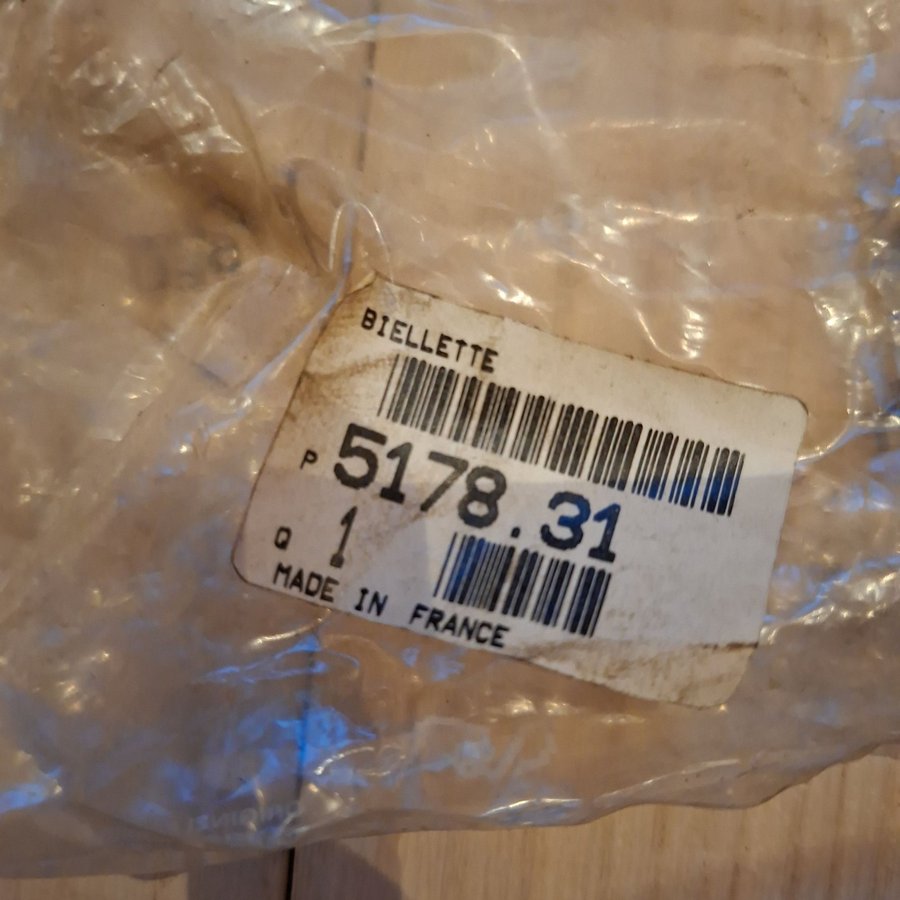 BIELLETTE
P 5178.31
Q 1
MADE IN FRANCE